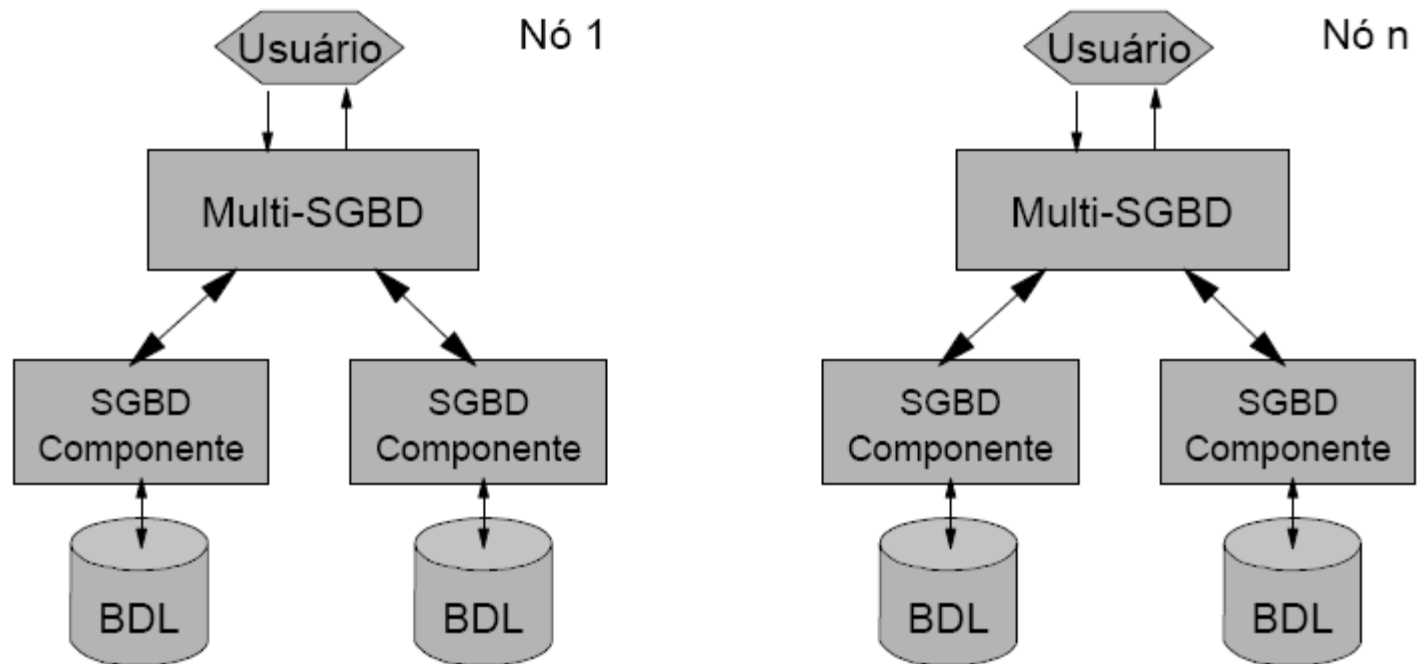 Usuário
Nó 1
Usuário
Nó n
Multi-SGBD
Multi-SGBD
SGBD
Componente
SGBD
Componente
SGBD
Componente
SGBD
Componente
BDL
BDL
BDL
BDL